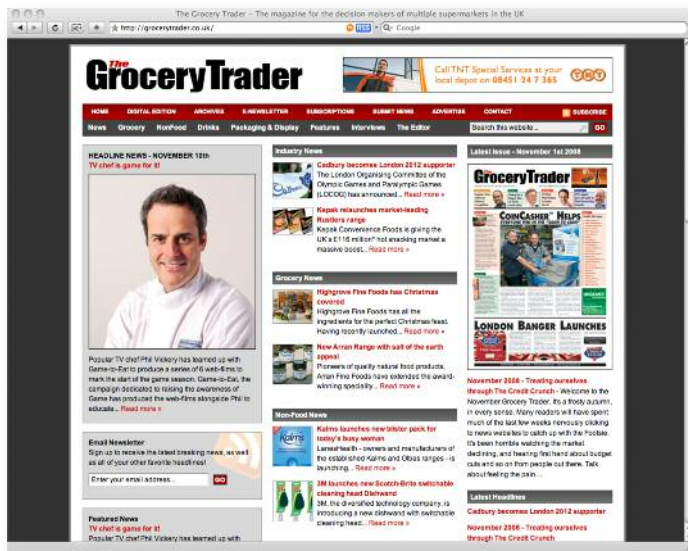 The Grocery Trader – The magazine for the decision makers of multiple supermarkets in the UK
http://grocerytrader.co.uk/
RSS
Google
The
GroceryTrader
Call TNT Special Services at your
local depot on 08451 24 7 365
TNT
HOME
DIGITAL EDITION
ARCHIVES
E-NEWSLETTER
SUBSCRIPTIONS
SUBMIT NEWS
ADVERTISE
CONTACT
SUBSCRIBE
News
Grocery
NonFood
Drinks
Packaging & Display
Features
Interviews
The Editor
Search this website...
GO
HEADLINE NEWS - NOVEMBER 10th
TV chef is game for it!
Popular TV chef Phil Vickery has teamed up with
Game-to-Eat to produce a series of 6 web-films to
mark the start of the game season. Game-to-Eat, the
campaign dedicated to raising the awareness of
Game has produced the web-films alongside Phil to
educate... Read more »
Email Newsletter
Sign up to receive the latest breaking news, as well
as all of your other favorite headlines!
Enter your email address...
GO
Featured News
TV chef is game for it!
Popular TV chef Phil Vickery has teamed up with
Industry News
Cadbury becomes London 2012 supporter
The London Organising Committee of the
Olympic Games and Paralympic Games
(LOCOG) has announced... Read more »
Kepak relaunches market-leading
Rustlers range
Kepak Convenience Foods is giving the
UK's £116 million* hot snacking market a
massive boost... Read more »
Grocery News
Highgrove Fine Foods has Christmas
covered
Highgrove Fine Foods has all the
ingredients for the perfect Christmas feast.
Having recently launched... Read more »
New Arran Range with salt of the earth
appeal
Pioneers of quality natural food products,
Arran Fine Foods have extended the award-
winning speciality... Read more »
Non-Food News
Kalms
Kalms launches new blister pack for
today's busy woman
LanesHealth - owners and manufacturers of
the established Kalms and Olbas ranges - is
launching... Read more »
3M launches new Scotch-Brite switchable
cleaning head Dishwand
3M, the diversified technology company, is
introducing a new dishwand with switchable
cleaning head... Read more »
Latest Issue - November 1st 2008
GroceryTrader
CoinCasher™ Helps
London Banger Launches
November 2008 - Treating ourselves
through The Credit Crunch - Welcome to the
November Grocery Trader. It's a frosty autumn,
in every sense. Many readers will have spent
much of the last few weeks nervously clicking
to news websites to catch up with the Footsie.
It's been horrible watching the market
declining, and hearing first hand about budget
cuts and so on from people out there. Talk
about feeling the pain ...
Latest Headlines
Cadbury becomes London 2012 supporter
November 2008 - Treating ourselves
through The Credit Crunch